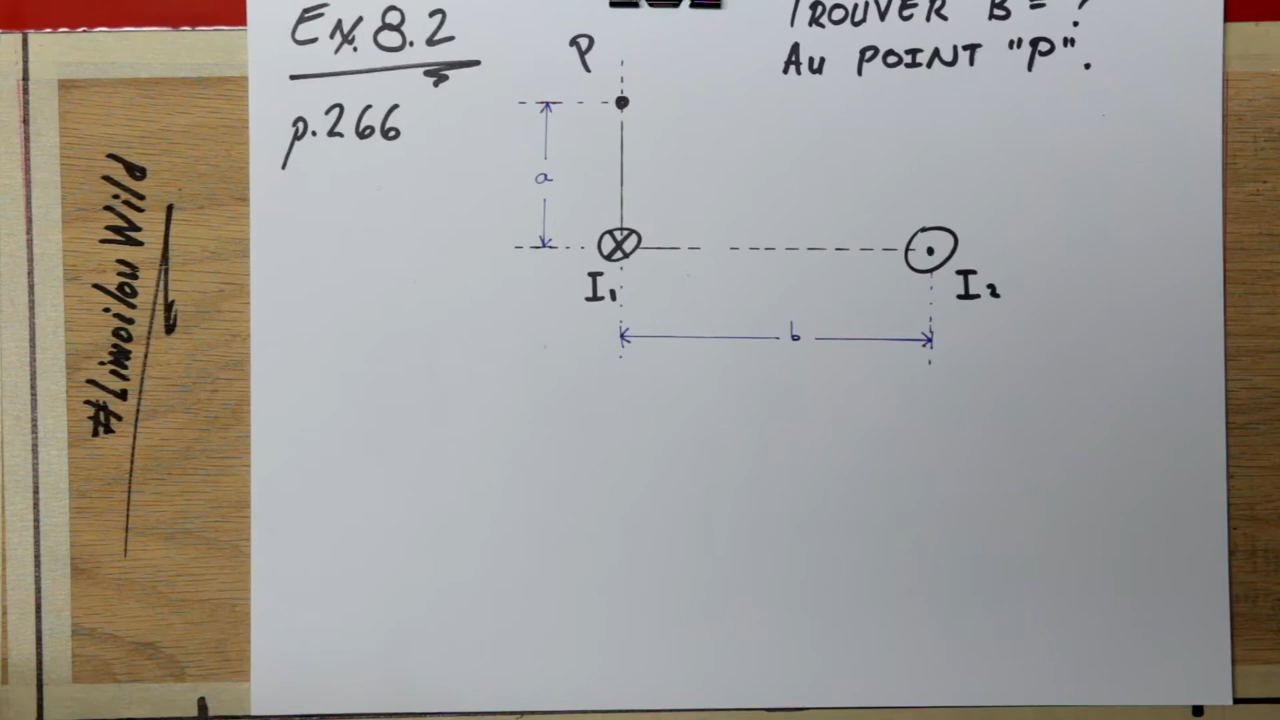 Ex. 8.2
p. 266
TROUVER B = ?
AU POINT "P".
P
a
I₁
I₂
b
#Limoilou Wild